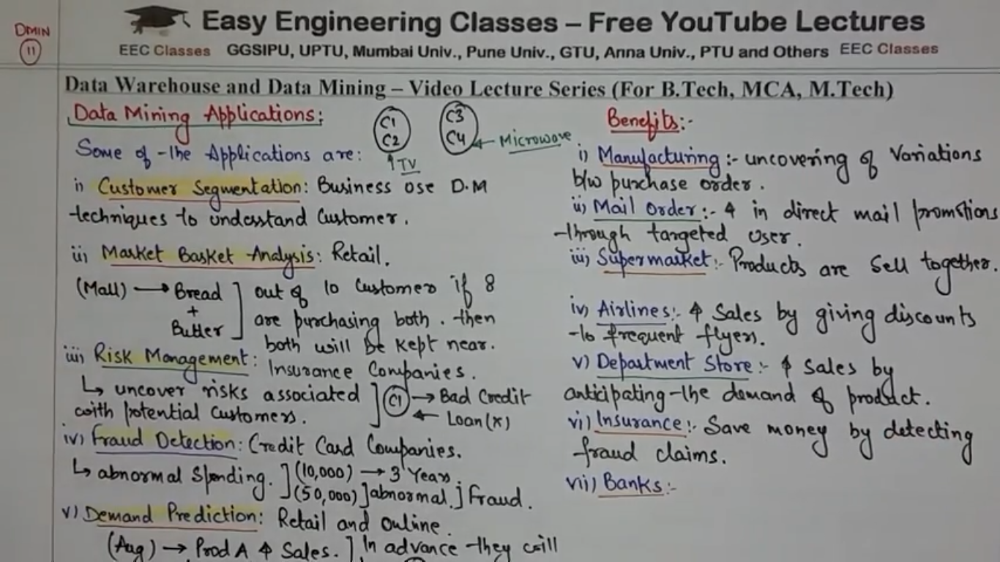 Easy Engineering Classes – Free YouTube Lectures
EEC Classes GGSIPU, UPTU, Mumbai Univ., Pune Univ., GTU, Anna Univ., PTU and Others EEC Classes
DMIN
11
Data Warehouse and Data Mining – Video Lecture Series (For B.Tech, MCA, M.Tech)
Data Mining Applications:
C1
C2
↑ TV
C3
C4 ← Microwave
Some of the Applications are:
i) Customer Segmentation: Business use D.M
techniques to understand Customer.
ii) Market Basket Analysis: Retail.
(Mall) → Bread ] out of 10 Customer if 8
+ are purchasing both. then
Butter ] both will be kept near.
iii) Risk Management: Insurance Companies.
↳ uncover risks associated ] C1 → Bad Credit
with potential Customers. ← Loan(x)
iv) Fraud Detection: Credit Card Companies.
↳ abnormal Spending. ] (10,000) → 3 Years
(50,000) ] abnormal. ] fraud.
v) Demand Prediction: Retail and Online.
(Aug) → Prod A ↑ Sales. ] In advance they will
Benefits:-
i) Manufacturing :- uncovering of Variations
b/w purchase order.
ii) Mail Order:- ↑ in direct mail promotions
through targeted user.
iii) Supermarket:- Products are Sell together.
iv) Airlines:- ↑ Sales by giving discounts
to frequent flyers.
v) Department Store:- ↑ Sales by
anticipating the demand of product.
vi) Insurance:- Save money by detecting
fraud claims.
vii) Banks:-